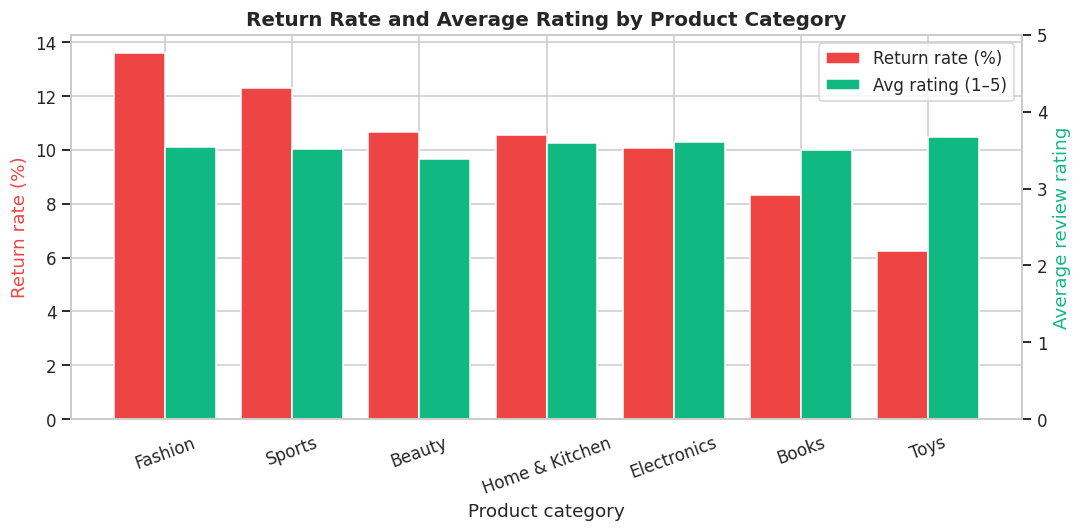 Return Rate and Average Rating by Product Category
Return rate (%)
Avg rating (1–5)
Return rate (%)
14
12
10
8
6
4
2
0
Average review rating
5
4
3
2
1
0
Fashion
Sports
Beauty
Home & Kitchen
Electronics
Books
Toys
Product category